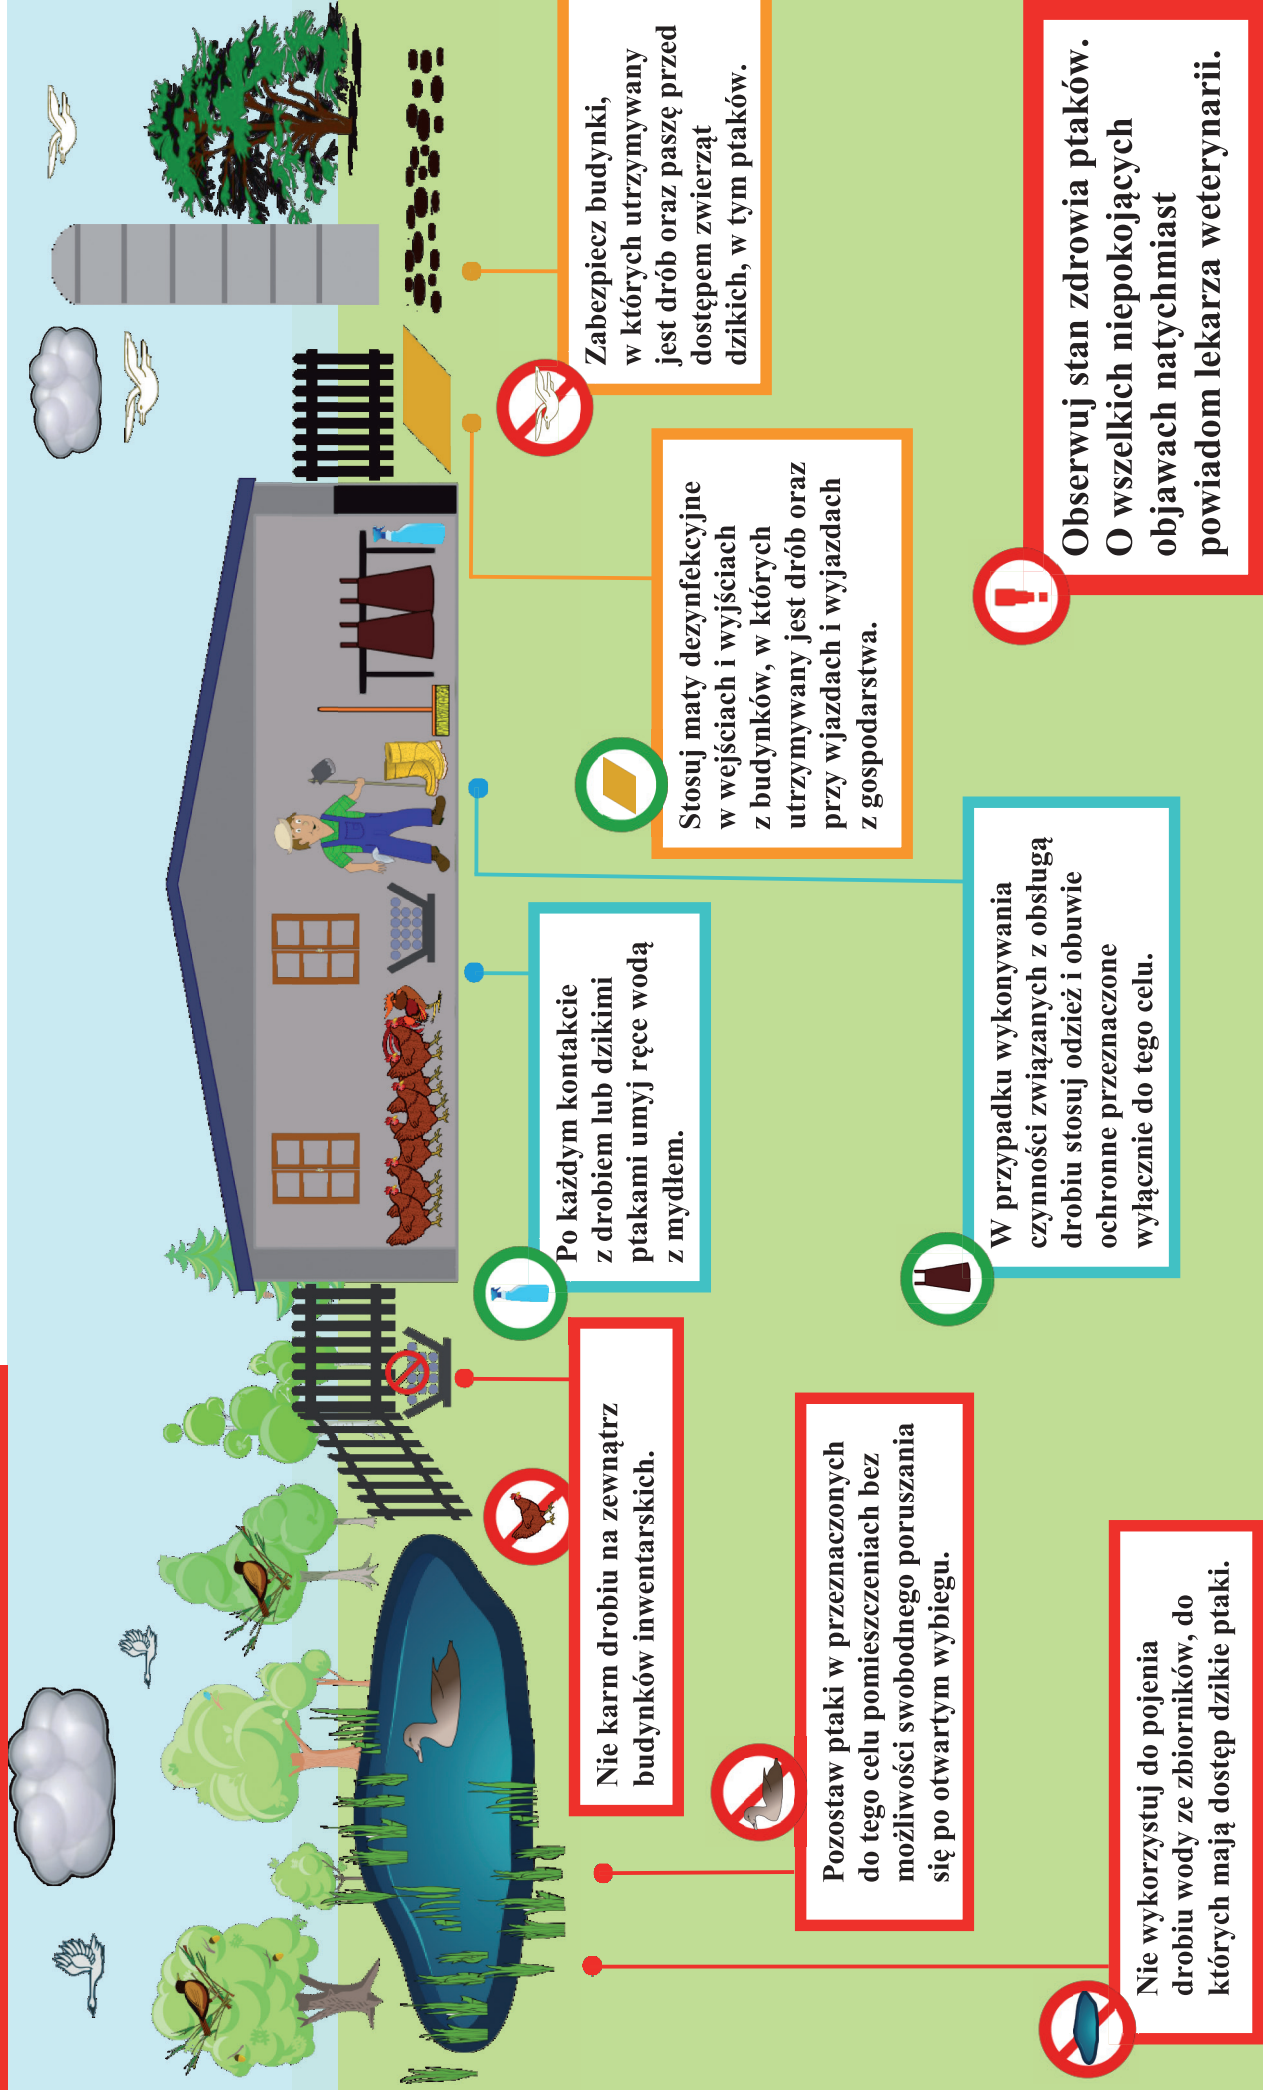 Nie karm drobiu na zewnątrz
budynków inwentarskich.
Pozostaw ptaki w przeznaczonych
do tego celu pomieszczeniach bez
możliwości swobodnego poruszania
się po otwartym wybiegu.
Nie wykorzystuj do pojenia
drobiu wody ze zbiorników, do
których mają dostęp dzikie ptaki.
Po każdym kontakcie
z drobiem lub dzikimi
ptakami umyj ręce wodą
z mydłem.
W przypadku wykonywania
czynności związanych z obsługą
drobiu stosuj odzież i obuwie
ochronne przeznaczone
wyłącznie do tego celu.
Stosuj maty dezynfekcyjne
w wejściach i wyjściach
z budynków, w których
utrzymywany jest drób oraz
przy wjazdach i wyjazdach
z gospodarstwa.
Zabezpiecz budynki,
w których utrzymywany
jest drób oraz paszę przed
dostępem zwierząt
dzikich, w tym ptaków.
Obserwuj stan zdrowia ptaków.
O wszelkich niepokojących
objawach natychmiast
powiadom lekarza weterynarii.